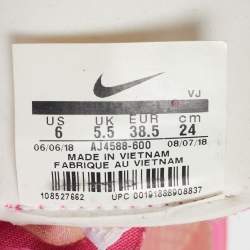 VJ
US UK EUR cm
6 5.5 38.5 24
06/06/18 AJ4588-600 08/07/18
MADE IN VIETNAM
FABRIQUE AU VIETNAM
108527662 UPC 00191888908837